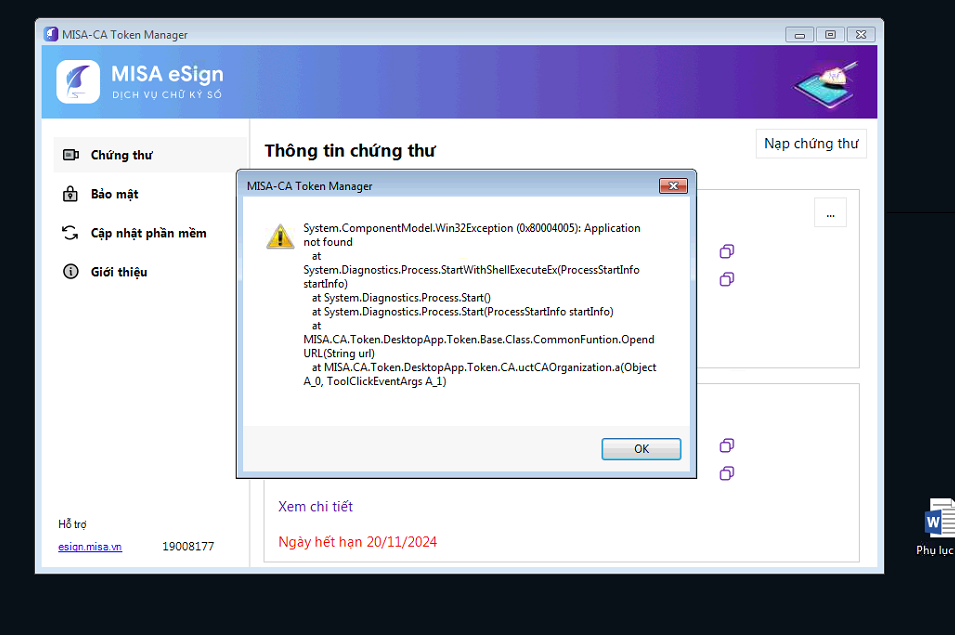 MISA-CA Token Manager
MISA eSign
DỊCH VỤ CHỮ KÝ SỐ
Chứng thư
Bảo mật
Cập nhật phần mềm
Giới thiệu
Hỗ trợ
esign.misa.vn
19008177
Thông tin chứng thư
Nạp chứng thư
...
MISA-CA Token Manager
System.ComponentModel.Win32Exception (0x80004005): Application
not found
at
System.Diagnostics.Process.StartWithShellExecuteEx(ProcessStartInfo
startInfo)
at System.Diagnostics.Process.Start()
at System.Diagnostics.Process.Start(ProcessStartInfo startInfo)
at
MISA.CA.Token.DesktopApp.Token.Base.Class.CommonFuntion.Opend
URL(String url)
at MISA.CA.Token.DesktopApp.Token.CA.uctCAOrganization.a(Object
A_0, ToolClickEventArgs A_1)
OK
Xem chi tiết
Ngày hết hạn 20/11/2024
W
Phụ lục